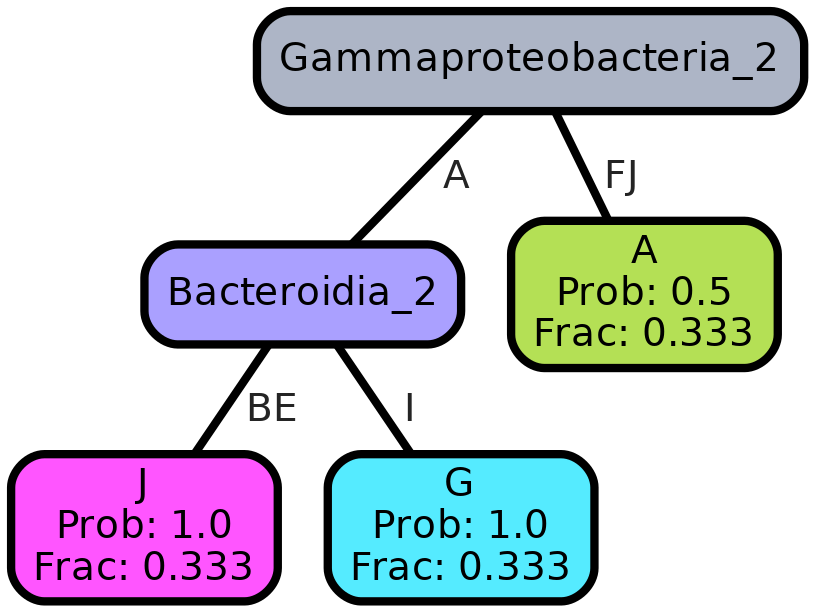 Gammaproteobacteria_2
A
FJ
Bacteroidia_2
A
Prob: 0.5
Frac: 0.333
BE
I
J
Prob: 1.0
Frac: 0.333
G
Prob: 1.0
Frac: 0.333